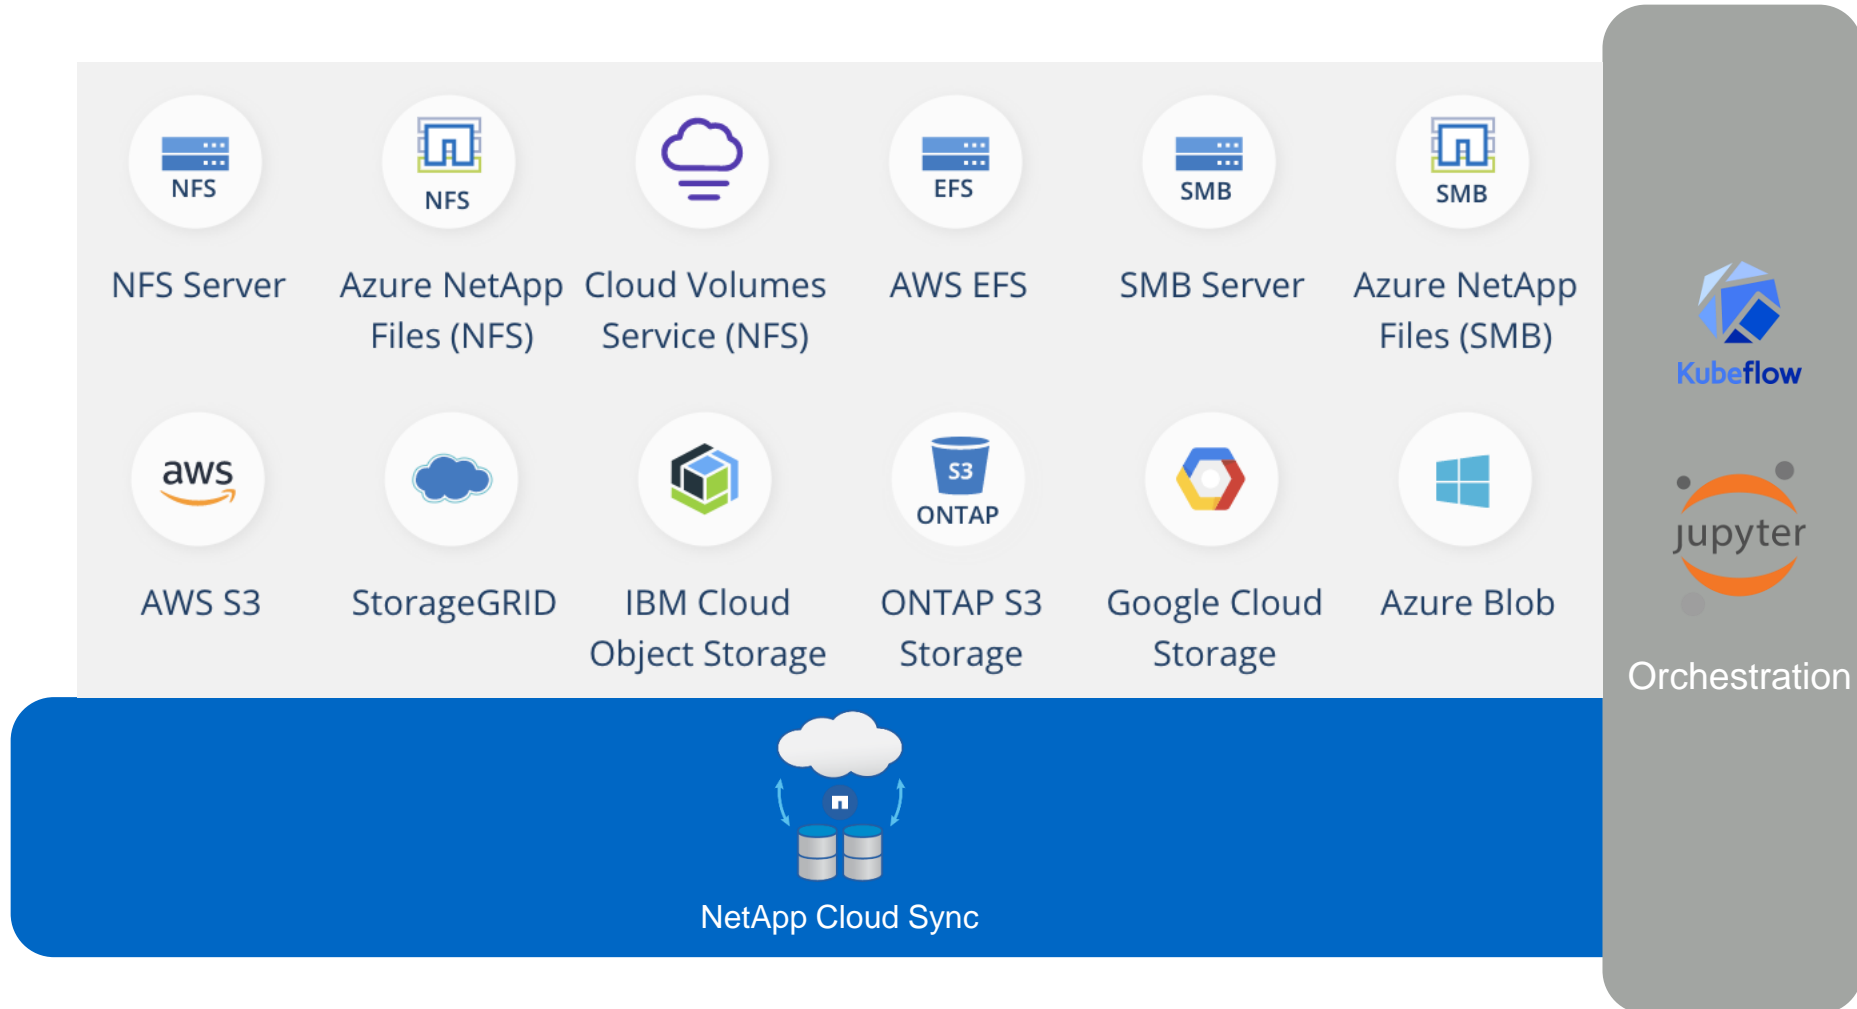 NFS
NFS
EFS
SMB
SMB
NFS Server
Azure NetApp
Files (NFS)
Cloud Volumes
Service (NFS)
AWS EFS
SMB Server
Azure NetApp
Files (SMB)
aws
S3
ONTAP
AWS S3
StorageGRID
IBM Cloud
Object Storage
ONTAP S3
Storage
Google Cloud
Storage
Azure Blob
NetApp Cloud Sync
Kubeflow
jupyter
Orchestration